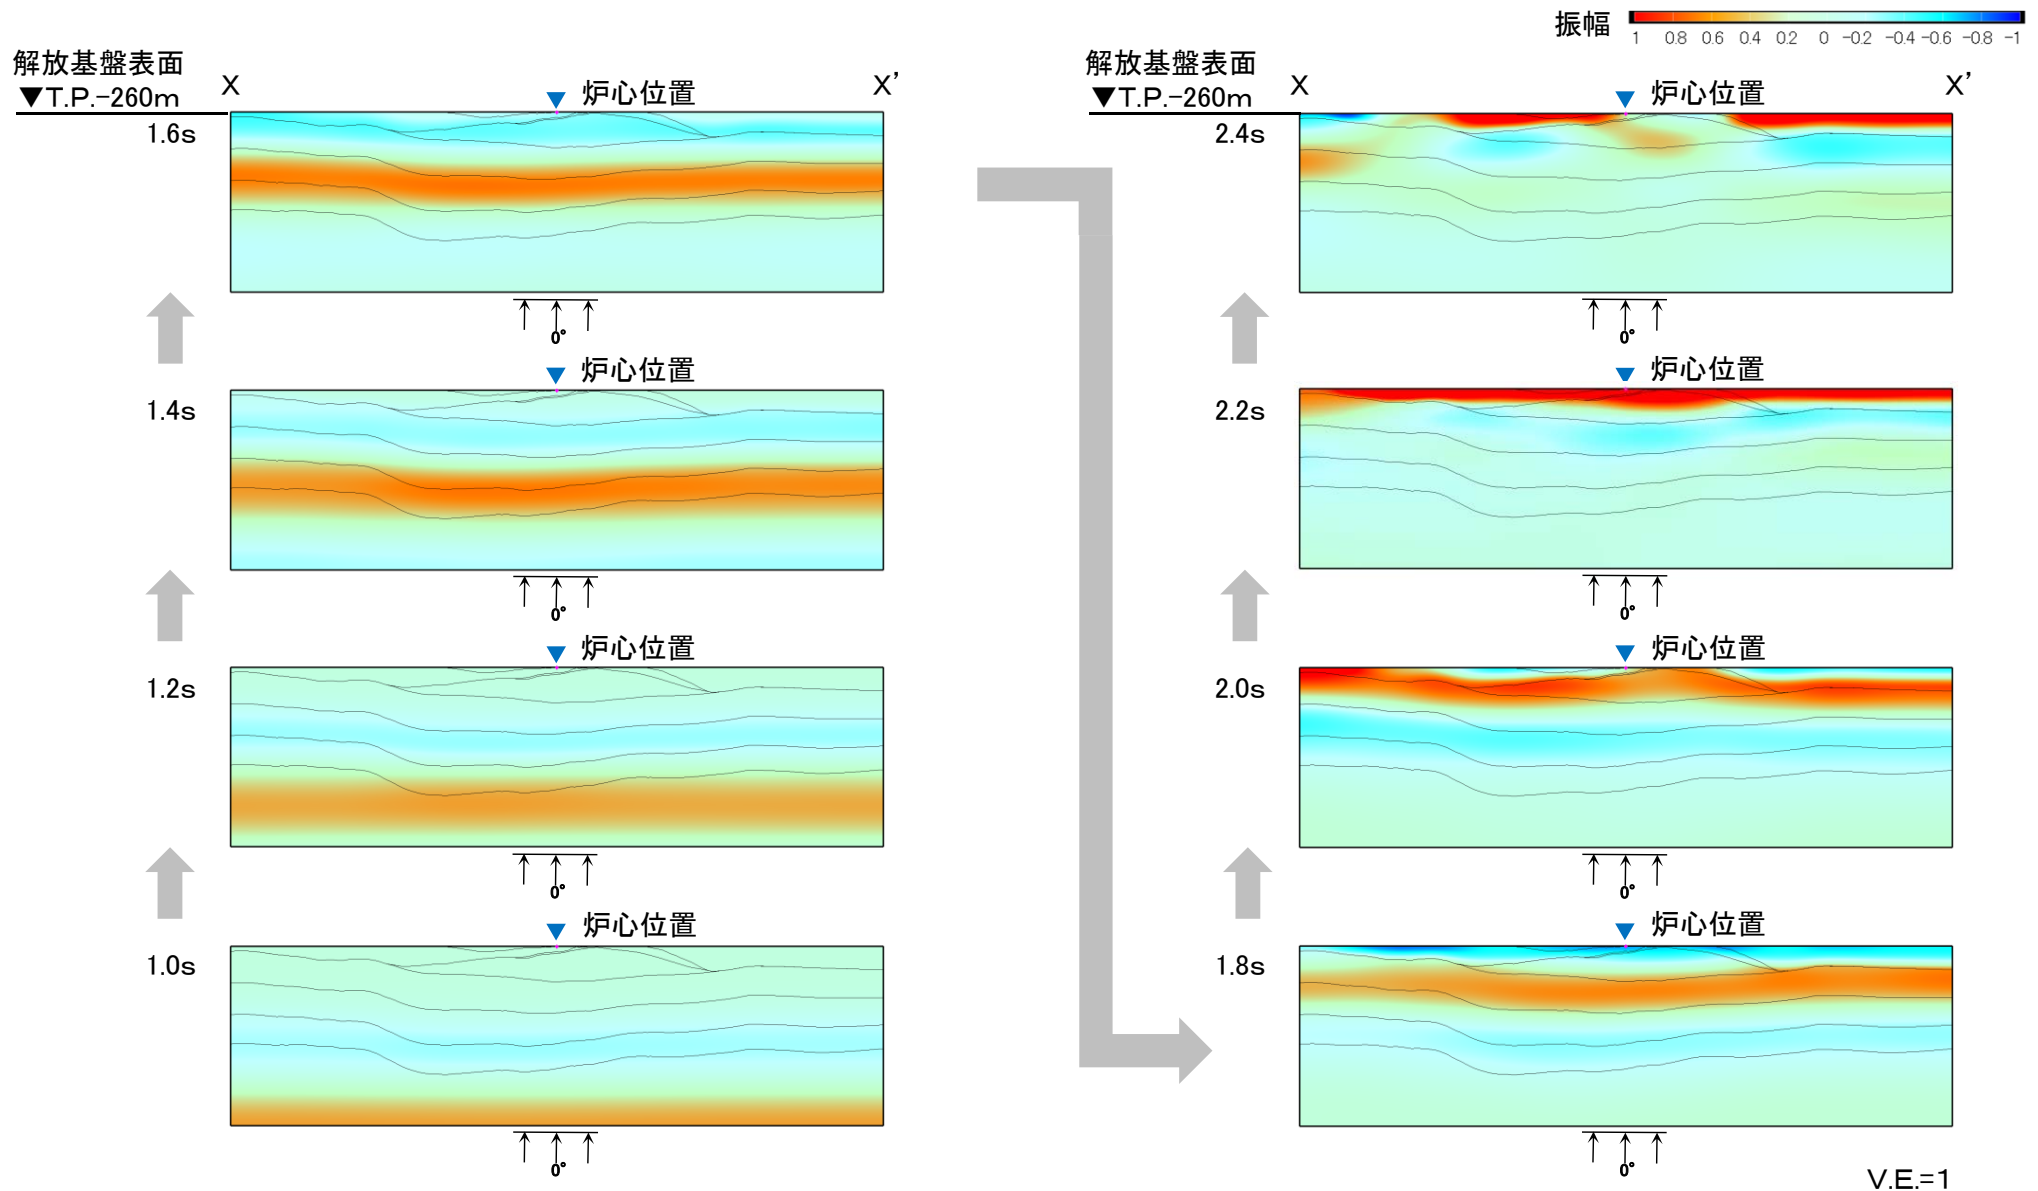 振幅
1 0.8 0.6 0.4 0.2 0 -0.2 -0.4 -0.6 -0.8 -1
解放基盤表面
▼T.P.-260m
X
X’
炉心位置
1.6s
0°
炉心位置
1.4s
0°
炉心位置
1.2s
0°
炉心位置
1.0s
0°
解放基盤表面
▼T.P.-260m
X
X’
炉心位置
2.4s
0°
炉心位置
2.2s
0°
炉心位置
2.0s
0°
炉心位置
1.8s
0°
V.E.=1